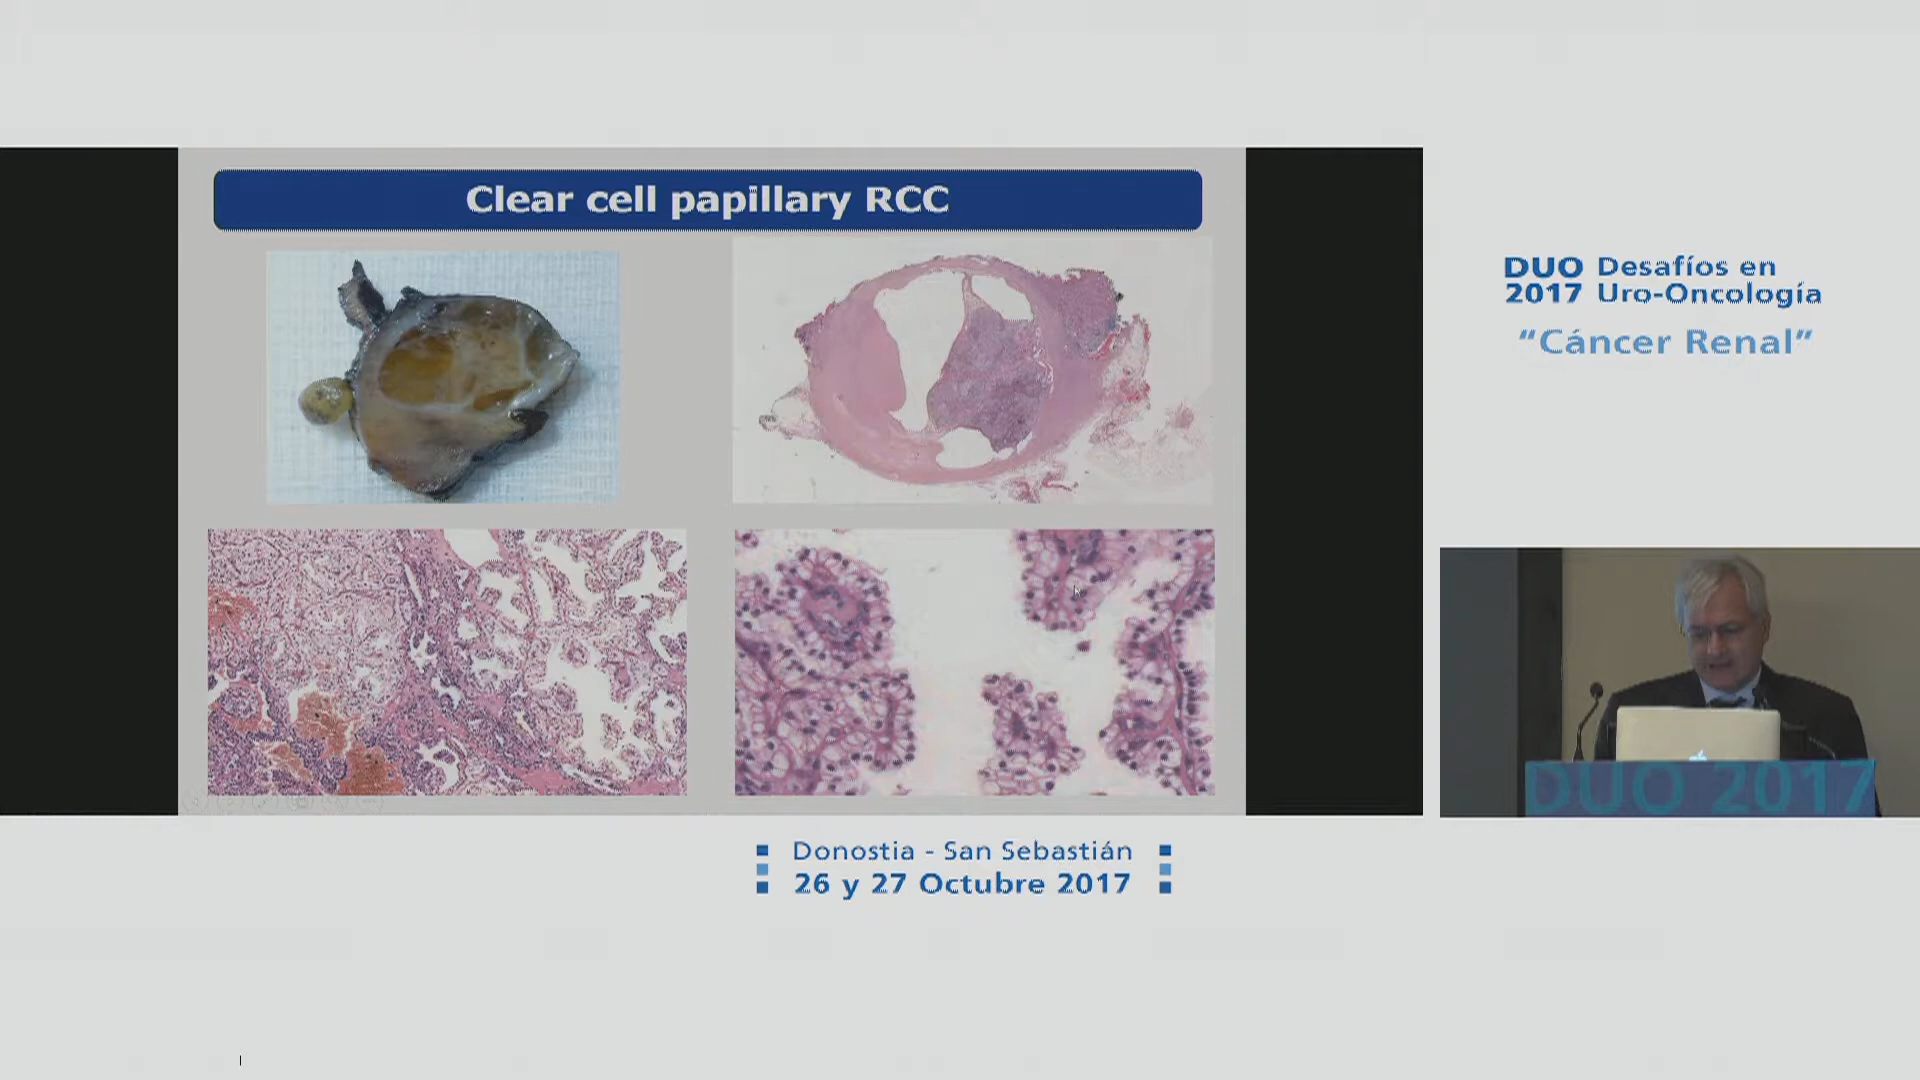 Clear cell papillary RCC
DUO Desafíos en
2017 Uro-Oncología
“Cáncer Renal”
DUO 2017
Donostia - San Sebastián
26 y 27 Octubre 2017